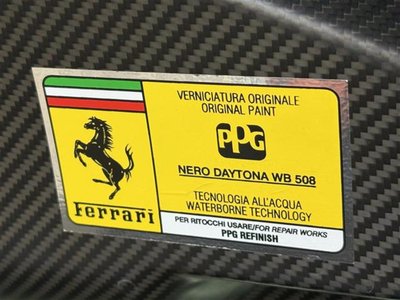 VERNICIATURA ORIGINALE
ORIGINAL PAINT
PPG
NERO DAYTONA WB 508
TECNOLOGIA ALL'ACQUA
WATERBORNE TECHNOLOGY
PER RITOCCHI USARE/FOR REPAIR WORKS
PPG REFINISH
Ferrari